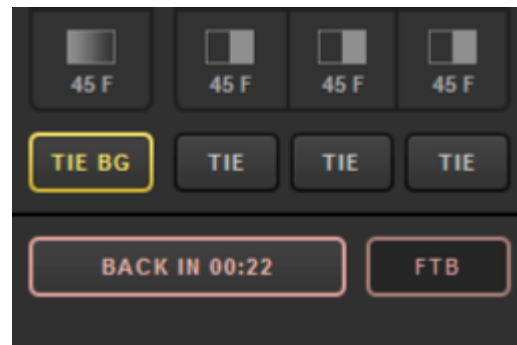 45 F 45 F 45 F 45 F
TIE BG TIE TIE TIE
BACK IN 00:22 FTB